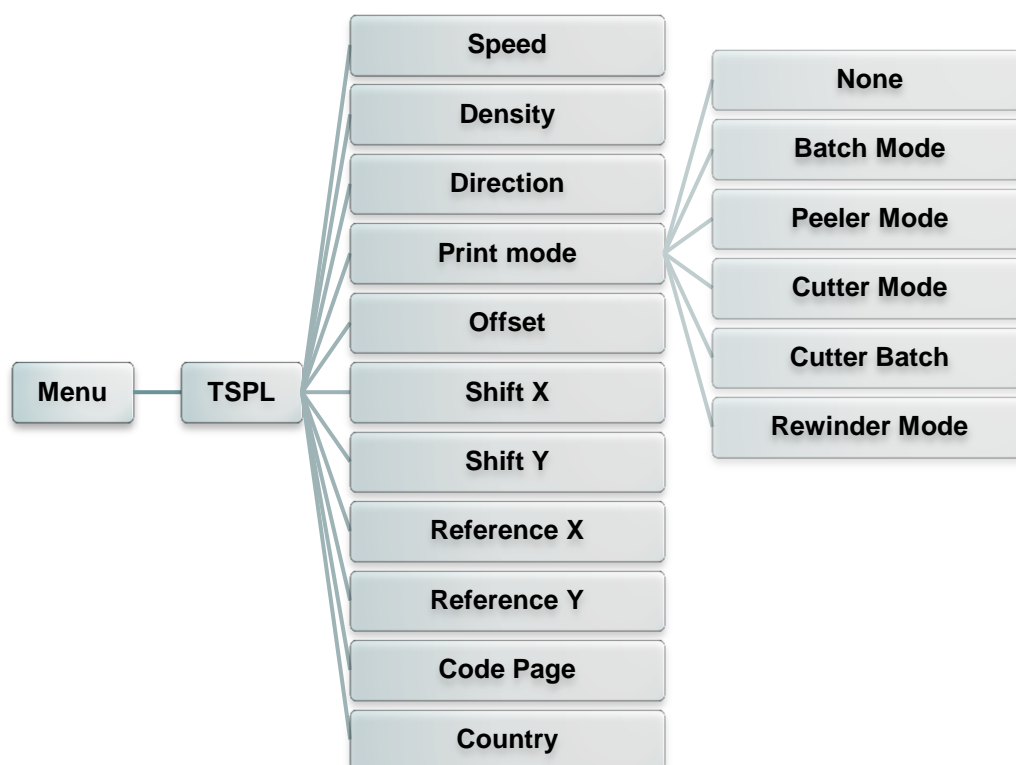 Menu
TSPL
Speed
Density
Direction
Print mode
Offset
Shift X
Shift Y
Reference X
Reference Y
Code Page
Country
None
Batch Mode
Peeler Mode
Cutter Mode
Cutter Batch
Rewinder Mode